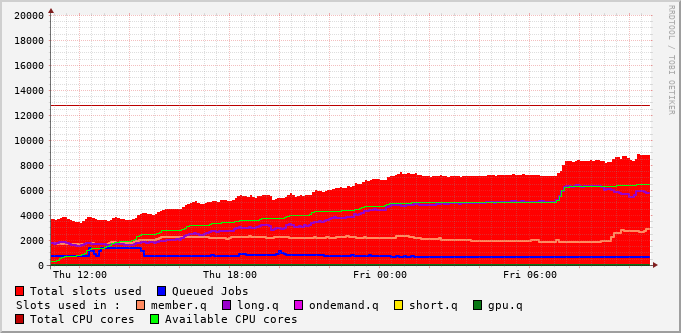 RRDTOOL / TOBI OETIKER
20000
18000
16000
14000
12000
10000
8000
6000
4000
2000
0
Thu 12:00 Thu 18:00 Fri 00:00 Fri 06:00
Total slots used Queued Jobs
Slots used in : member.q long.q ondemand.q short.q gpu.q
Total CPU cores Available CPU cores